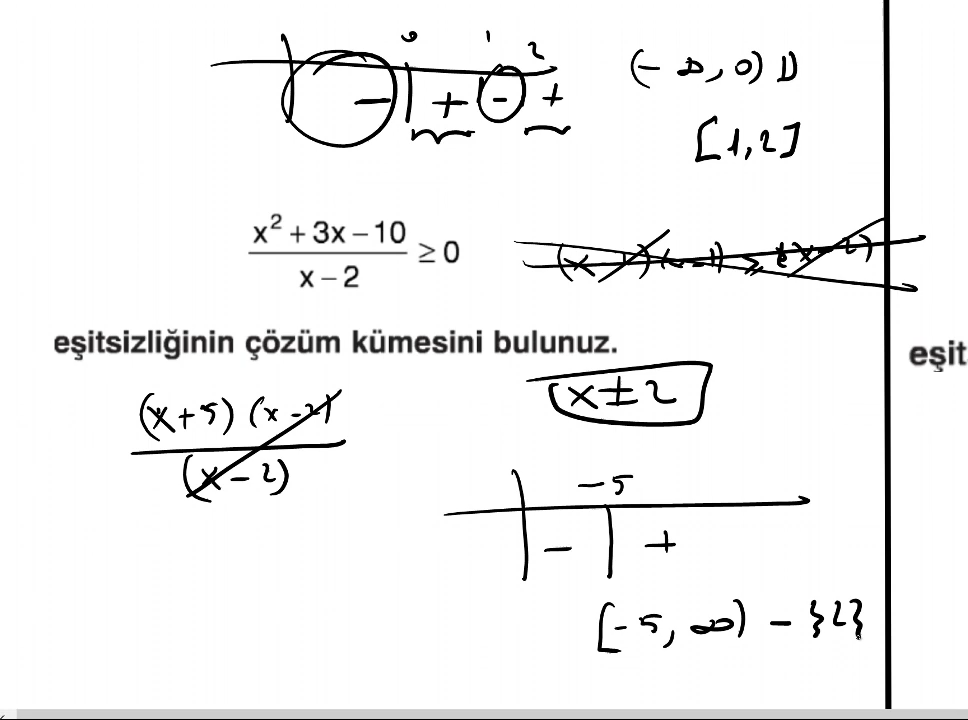 0 1 2
- + - +
(-∞, 0) U
[1, 2]
x² + 3x – 10
x – 2
≥ 0
eşitsizliğinin çözüm kümesini bulunuz.
eşit
(x+5) (x-2)
(x-2)
x ≠ 2
-5
- +
[-5, ∞) - {2}